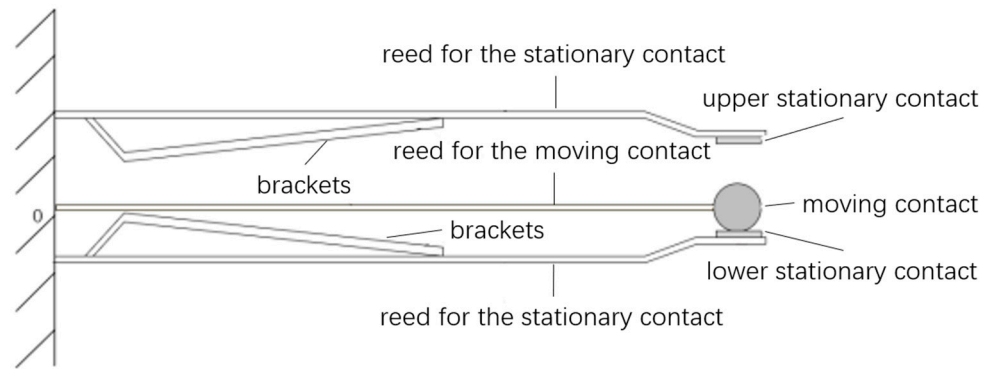 reed for the stationary contact
upper stationary contact
reed for the moving contact
brackets
0
moving contact
brackets
lower stationary contact
reed for the stationary contact